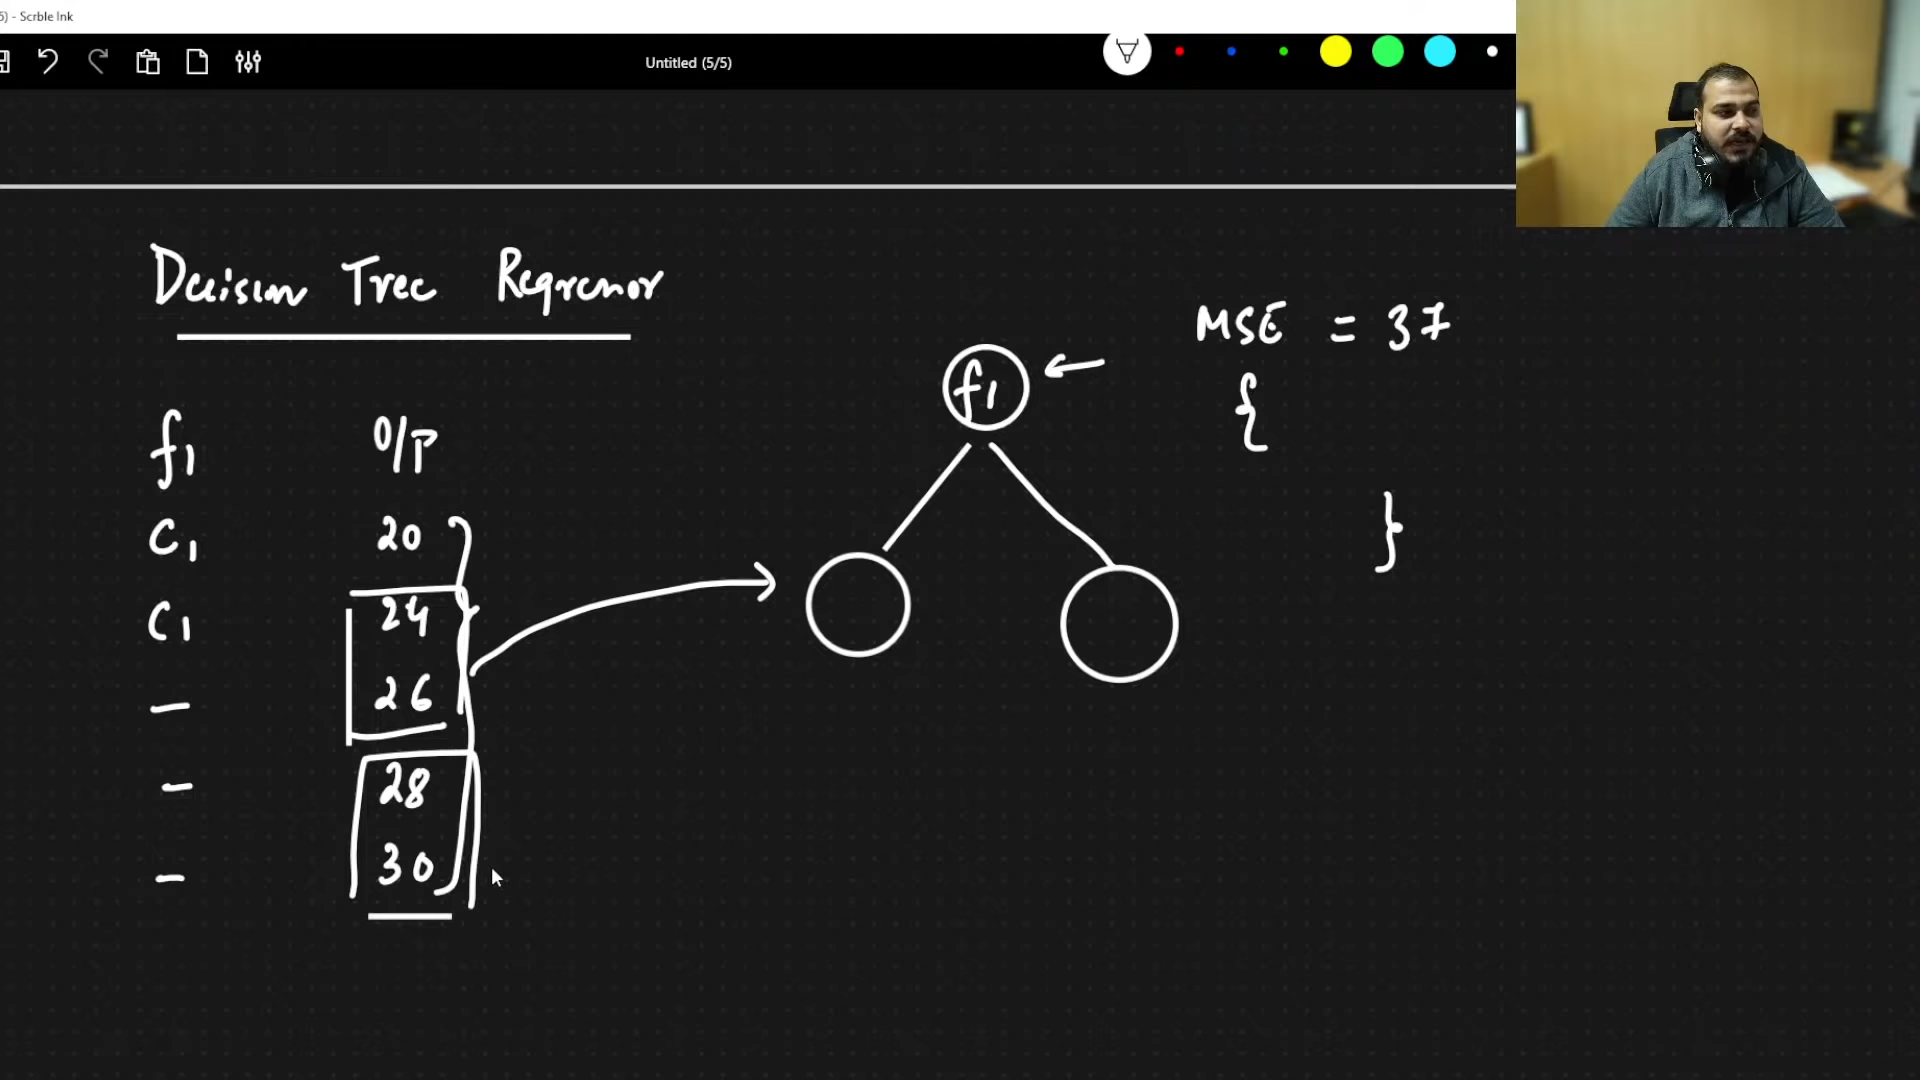 5) - Scrble Ink
Untitled (5/5)
Decision Tree Regressor
MSE = 37
{
}
f1
f1 O/P
C1 20
C1 24
- 26
- 28
- 30